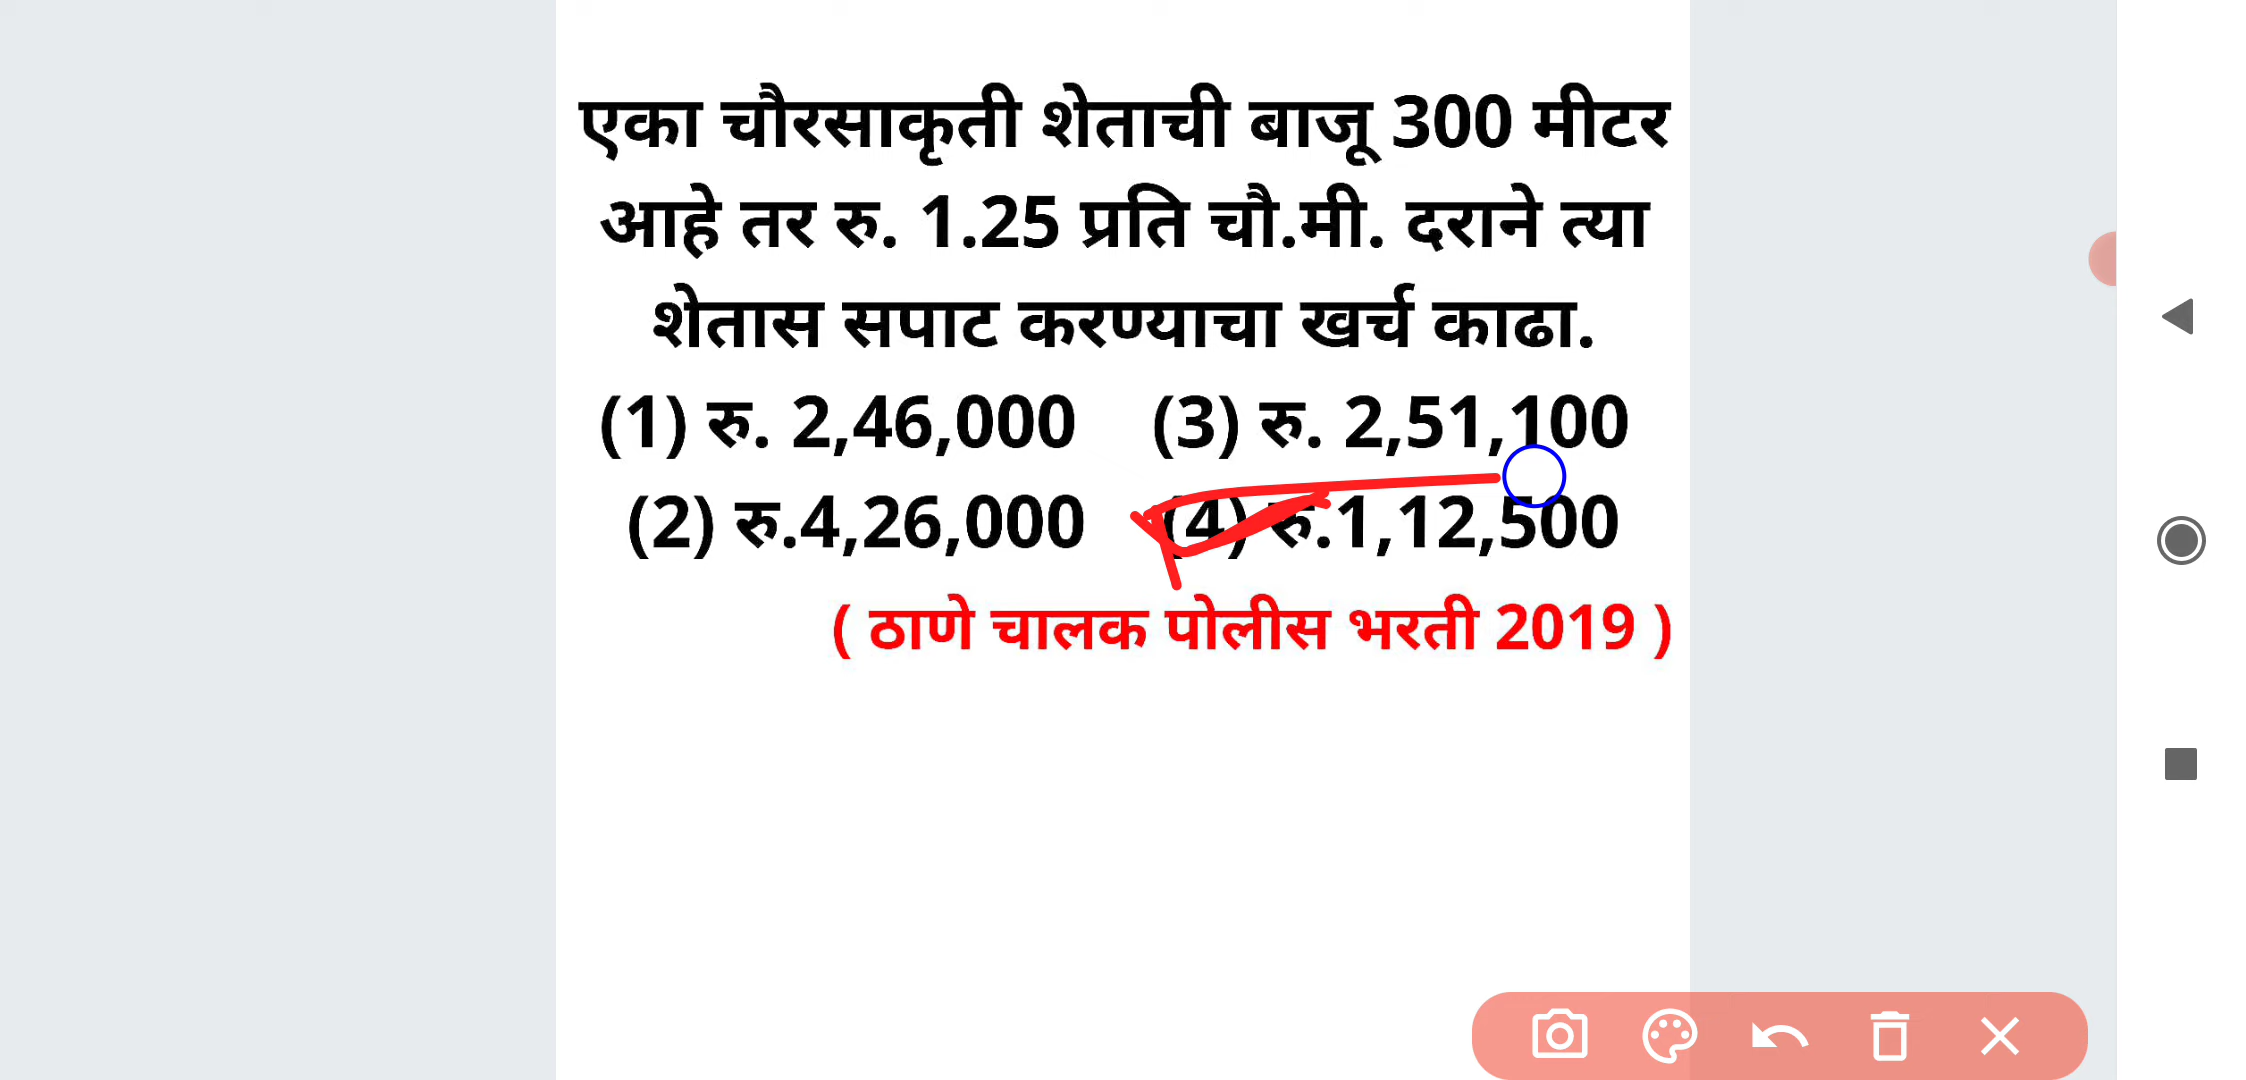 एका चौरसाकृती शेताची बाजू 300 मीटर
आहे तर रु. 1.25 प्रति चौ.मी. दराने त्या
शेतास सपाट करण्याचा खर्च काढा.
(1) रु. 2,46,000 (3) रु. 2,51,100
(2) रु.4,26,000 (4) रु.1,12,500
( ठाणे चालक पोलीस भरती 2019 )